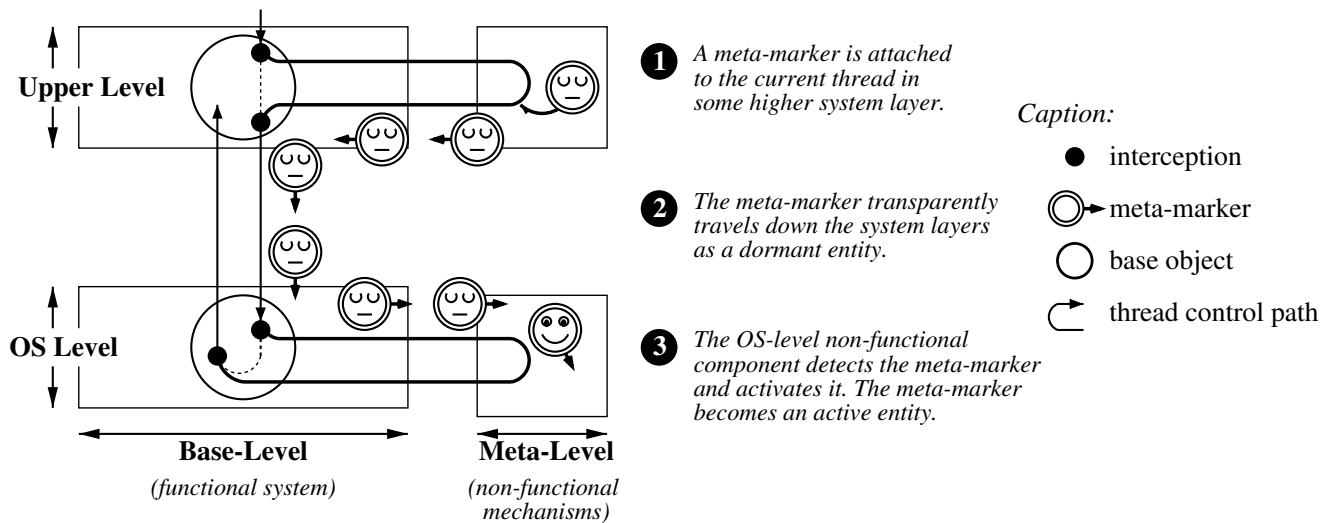 Upper Level
OS Level
Base-Level
(functional system)
Meta-Level
(non-functional
mechanisms)
1
A meta-marker is attached
to the current thread in
some higher system layer.
2
The meta-marker transparently
travels down the system layers
as a dormant entity.
3
The OS-level non-functional
component detects the meta-marker
and activates it. The meta-marker
becomes an active entity.
Caption:
interception
meta-marker
base object
thread control path